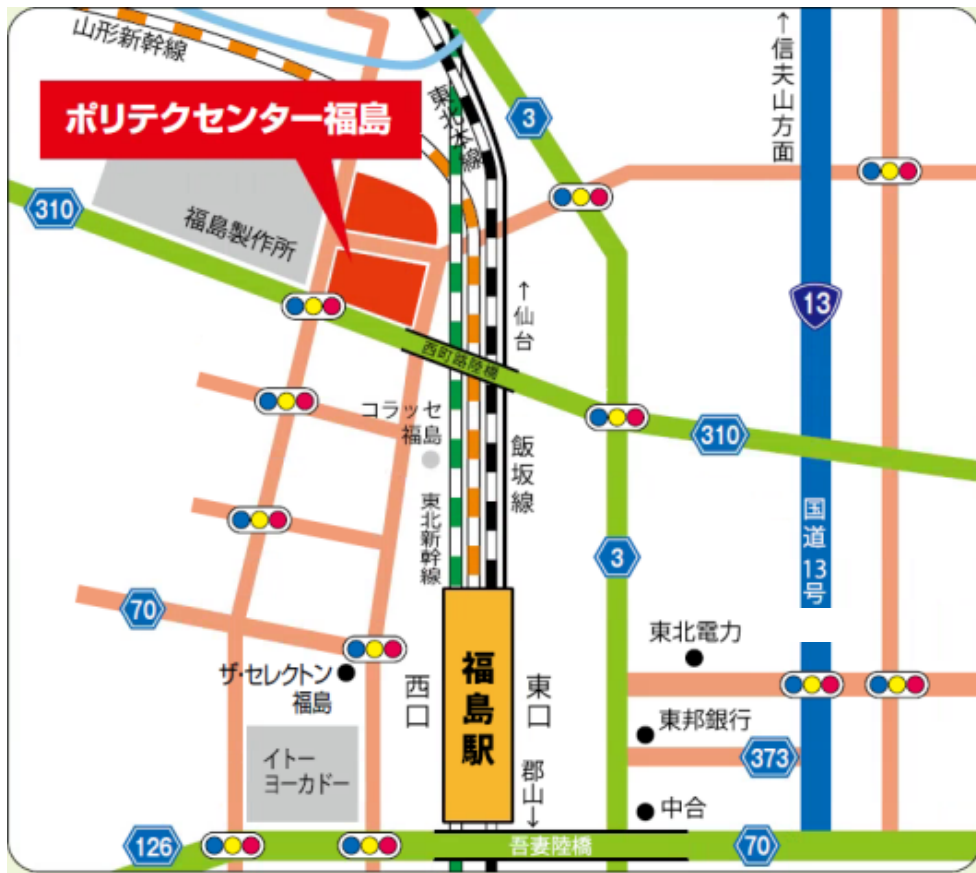 山形新幹線
↑信夫山方面
ポリテクセンター福島
東北本線
3
310
福島製作所
13
↑仙台
西町跨陸橋
コラッセ
福島
310
飯坂線
東北新幹線
国道13号
3
70
東北電力
ザ・セレクトン
福島
西口
福島駅
東口
東邦銀行
373
イトー
ヨーカドー
郡山↓
中合
126
吾妻陸橋
70